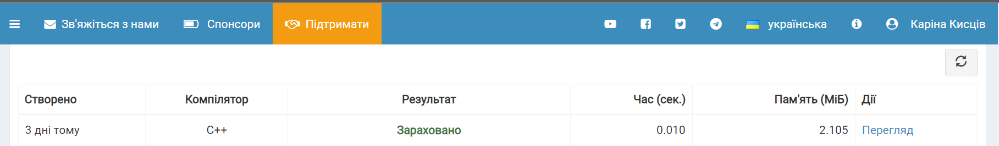 Зв'яжіться з нами Спонсори Підтримати українська Каріна Кисців
Створено Компілятор Результат Час (сек.) Пам'ять (МіБ) Дії
3 дні тому C++ Зараховано 0.010 2.105 Перегляд